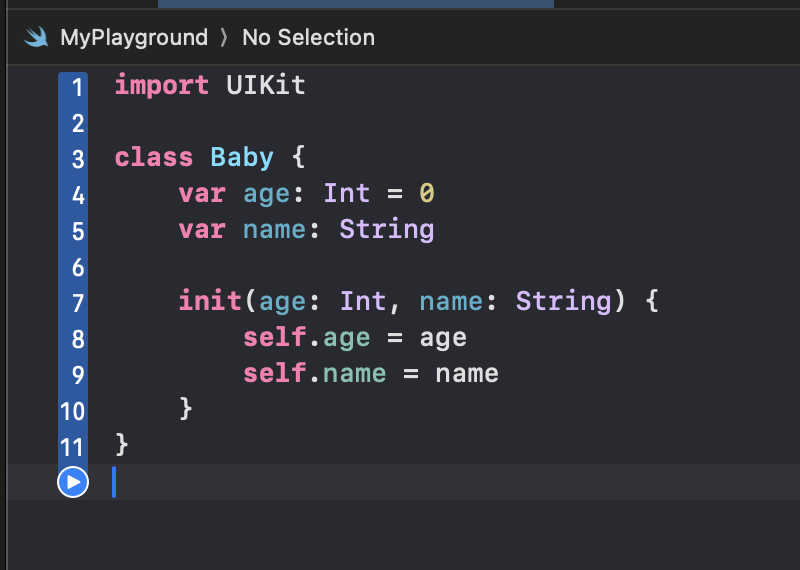 MyPlayground 〉 No Selection
1 import UIKit
2
3 class Baby {
4     var age: Int = 0
5     var name: String
6
7     init(age: Int, name: String) {
8         self.age = age
9         self.name = name
10     }
11 }